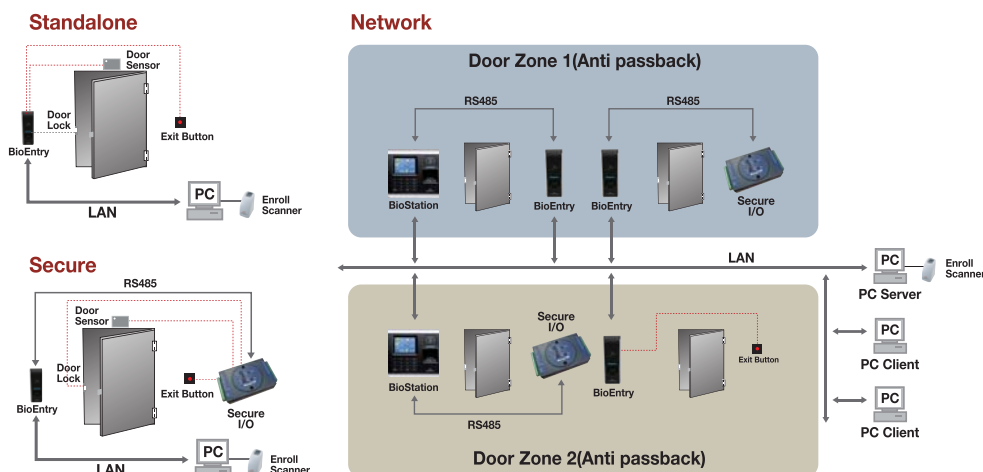 Standalone
Door
Sensor
Door
Lock
BioEntry
Exit Button
LAN
PC
Enroll
Scanner
Secure
RS485
Door
Sensor
Door
Lock
BioEntry
Exit Button
Secure
I/O
LAN
PC
Enroll
Scanner
Network
Door Zone 1(Anti passback)
RS485
RS485
BioStation
BioEntry
BioEntry
Secure
I/O
LAN
PC
Enroll
Scanner
PC Server
PC
PC Client
PC
PC Client
Secure
I/O
BioStation
BioEntry
Exit Button
RS485
Door Zone 2(Anti passback)